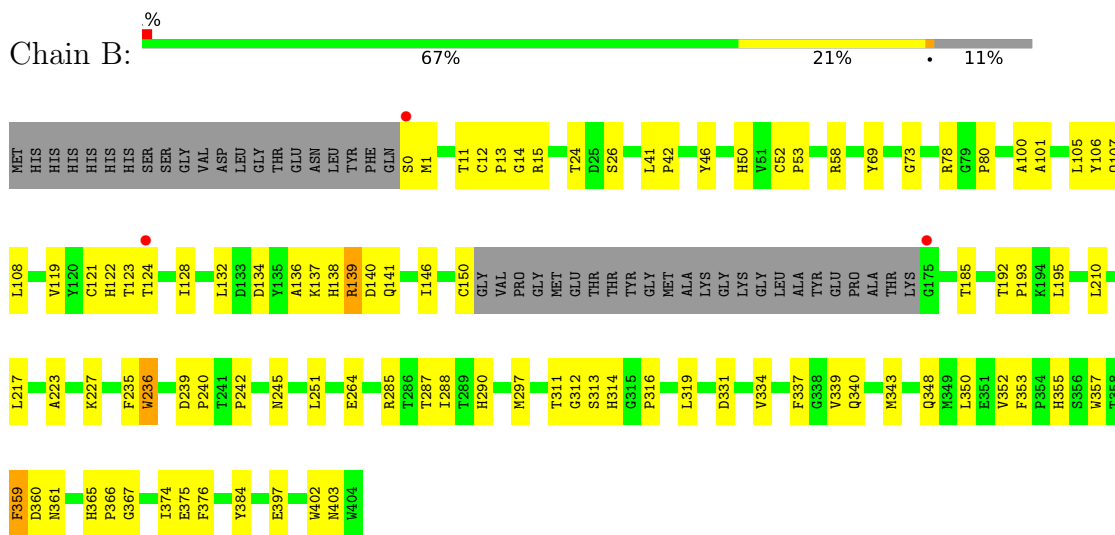 .%
Chain B:
67% 21% • 11%
MET HIS HIS HIS HIS HIS HIS SER SER GLY VAL ASP LEU GLY THR GLU ASN LEU TYR PHE GLN S0 M1 T11 C12 P13 G14 R15 T24 D25 S26 L41 P42 Y46 H50 V51 C52 P53 R58 Y69 G73 R78 G79 P80 A100 A101 L105 Y106
L108 V119 Y120 C121 H122 T123 T124 I128 L132 D133 D134 Y135 A136 K137 H138 R139 D140 Q141 I146 C150 GLY VAL PRO GLY MET GLU THR THR TYR GLY MET ALA LYS GLY LYS GLY LEU ALA TYR GLU PRO ALA THR LYS G175 T185 T192 P193 K194 L195 L210
L217 A223 K227 F235 W236 D239 P240 T241 P242 N245 L251 E264 R285 T286 T287 I288 T289 H290 M297 T311 G312 S313 H314 G315 P316 L319 D331 V334 F337 G338 V339 Q340 M343 Q348 M349 L350 E351 V352 F353 P354 H355 S356 W357 T358
F359 D360 N361 H365 P366 G367 I374 E375 F376 Y384 E397 W402 N403 W404